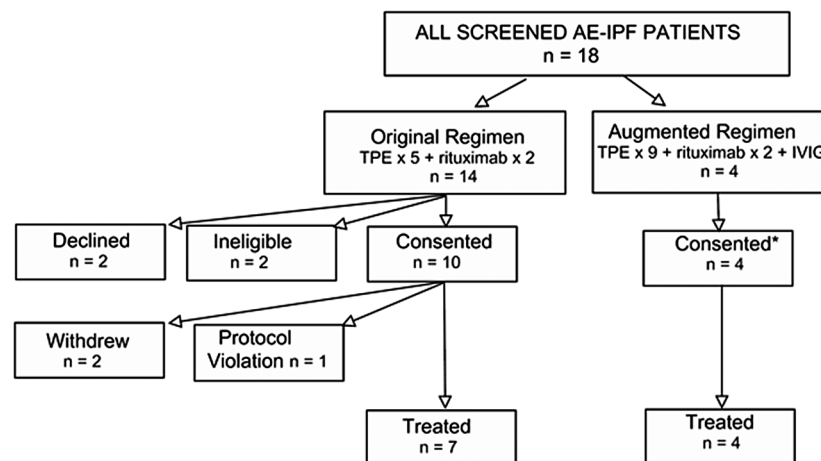 ALL SCREENED AE-IPF PATIENTS
n = 18
Original Regimen
TPE x 5 + rituximab x 2
n = 14
Augmented Regimen
TPE x 9 + rituximab x 2 + IVIG
n = 4
Declined
n = 2
Ineligible
n = 2
Consented
n = 10
Consented*
n = 4
Withdrew
n = 2
Protocol
Violation n = 1
Treated
n = 7
Treated
n = 4